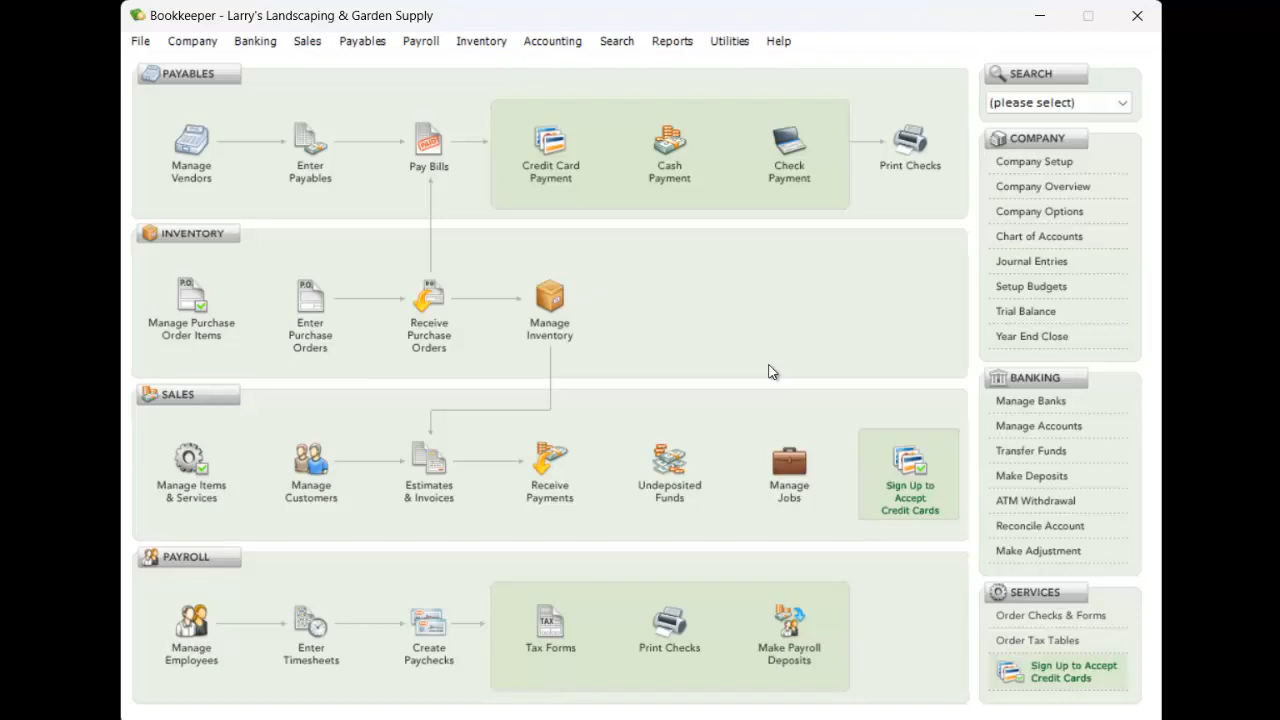 Bookkeeper - Larry's Landscaping & Garden Supply
File Company Banking Sales Payables Payroll Inventory Accounting Search Reports Utilities Help
PAYABLES
Manage
Vendors
Enter
Payables
Pay Bills
Credit Card
Payment
Cash
Payment
Check
Payment
Print Checks
INVENTORY
P.O.
Manage Purchase
Order Items
P.O.
Enter
Purchase
Orders
Receive
Purchase
Orders
Manage
Inventory
SALES
Manage Items
& Services
Manage
Customers
Estimates
& Invoices
Receive
Payments
Undeposited
Funds
Manage
Jobs
Sign Up to
Accept
Credit Cards
PAYROLL
Manage
Employees
Enter
Timesheets
Create
Paychecks
TAX
Tax Forms
Print Checks
Make Payroll
Deposits
SEARCH
(please select)
COMPANY
Company Setup
Company Overview
Company Options
Chart of Accounts
Journal Entries
Setup Budgets
Trial Balance
Year End Close
BANKING
Manage Banks
Manage Accounts
Transfer Funds
Make Deposits
ATM Withdrawal
Reconcile Account
Make Adjustment
SERVICES
Order Checks & Forms
Order Tax Tables
Sign Up to Accept
Credit Cards